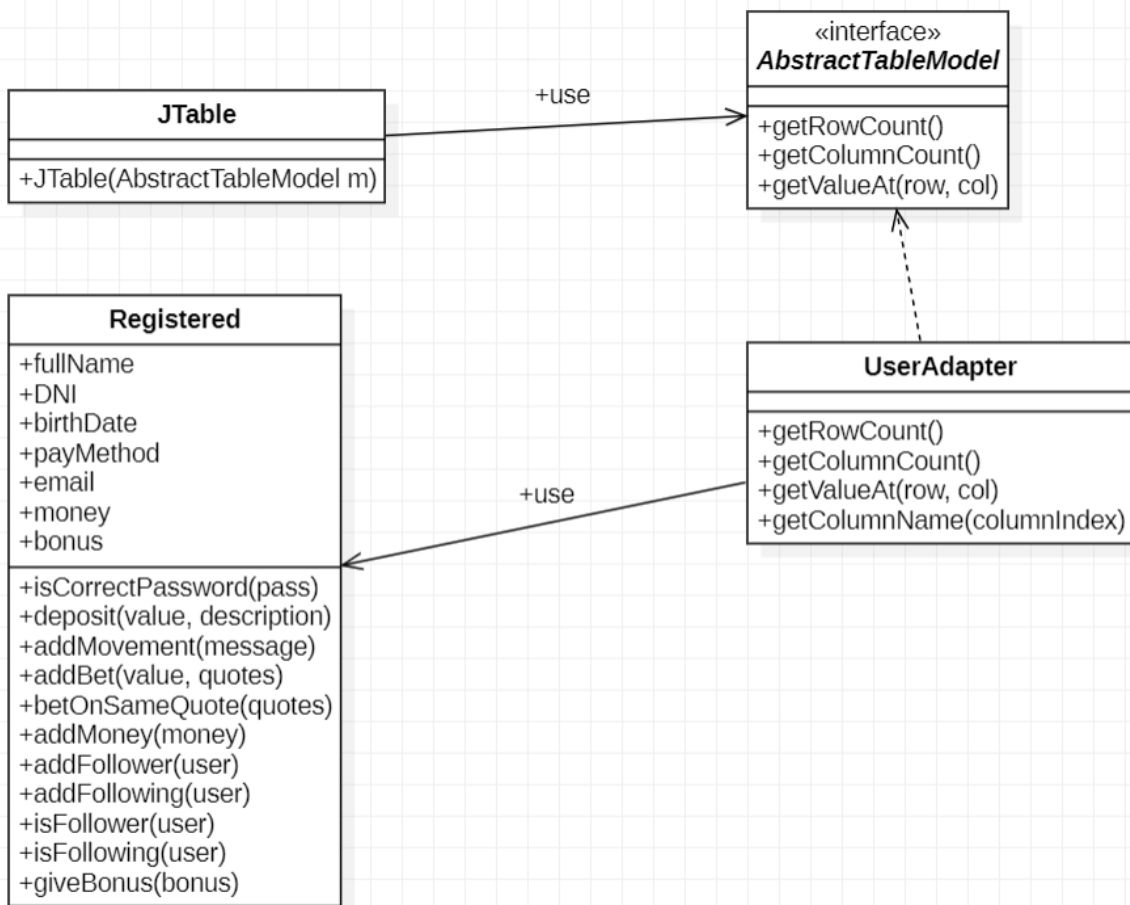 «interface»
AbstractTableModel
+getRowCount()
+getColumnCount()
+getValueAt(row, col)
+use
JTable
+JTable(AbstractTableModel m)
Registered
+fullName
+DNI
+birthDate
+payMethod
+email
+money
+bonus
+isCorrectPassword(pass)
+deposit(value, description)
+addMovement(message)
+addBet(value, quotes)
+betOnSameQuote(quotes)
+addMoney(money)
+addFollower(user)
+addFollowing(user)
+isFollower(user)
+isFollowing(user)
+giveBonus(bonus)
+use
UserAdapter
+getRowCount()
+getColumnCount()
+getValueAt(row, col)
+getColumnName(columnIndex)